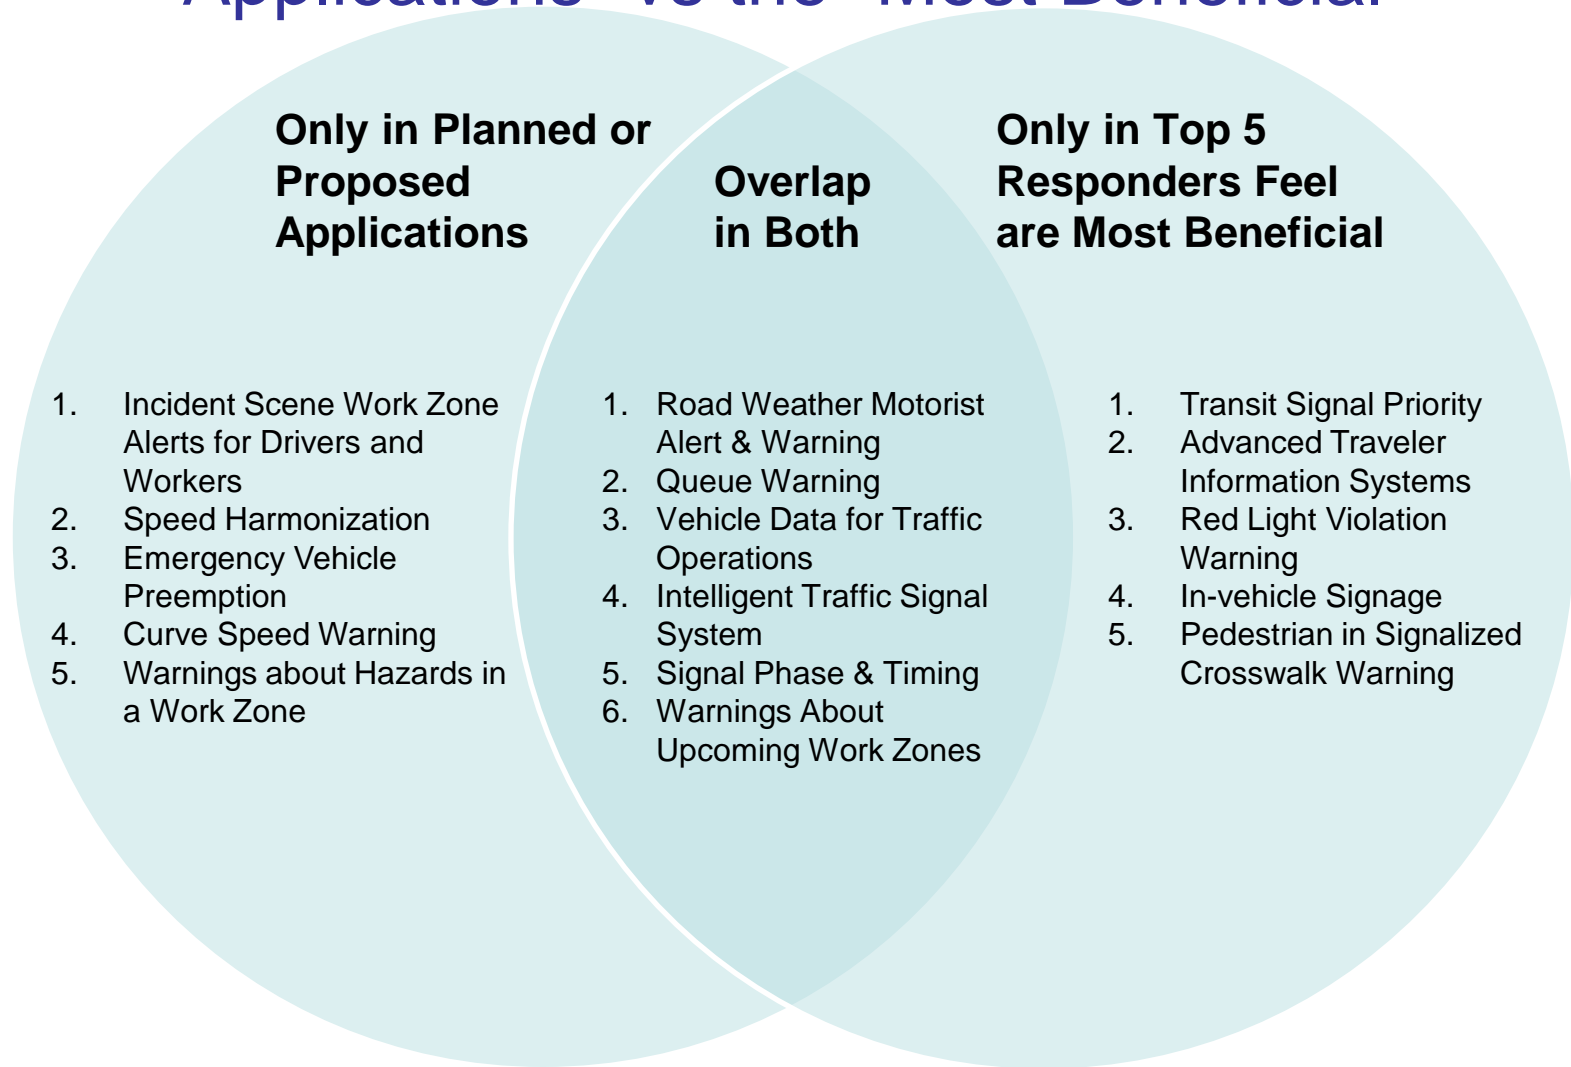 Applications" vs the "Most Beneficial"
Only in Planned or
Proposed
Applications
Overlap
in Both
Only in Top 5
Responders Feel
are Most Beneficial
1. Incident Scene Work Zone
Alerts for Drivers and
Workers
2. Speed Harmonization
3. Emergency Vehicle
Preemption
4. Curve Speed Warning
5. Warnings about Hazards in
a Work Zone
1. Road Weather Motorist
Alert & Warning
2. Queue Warning
3. Vehicle Data for Traffic
Operations
4. Intelligent Traffic Signal
System
5. Signal Phase & Timing
6. Warnings About
Upcoming Work Zones
1. Transit Signal Priority
2. Advanced Traveler
Information Systems
3. Red Light Violation
Warning
4. In-vehicle Signage
5. Pedestrian in Signalized
Crosswalk Warning